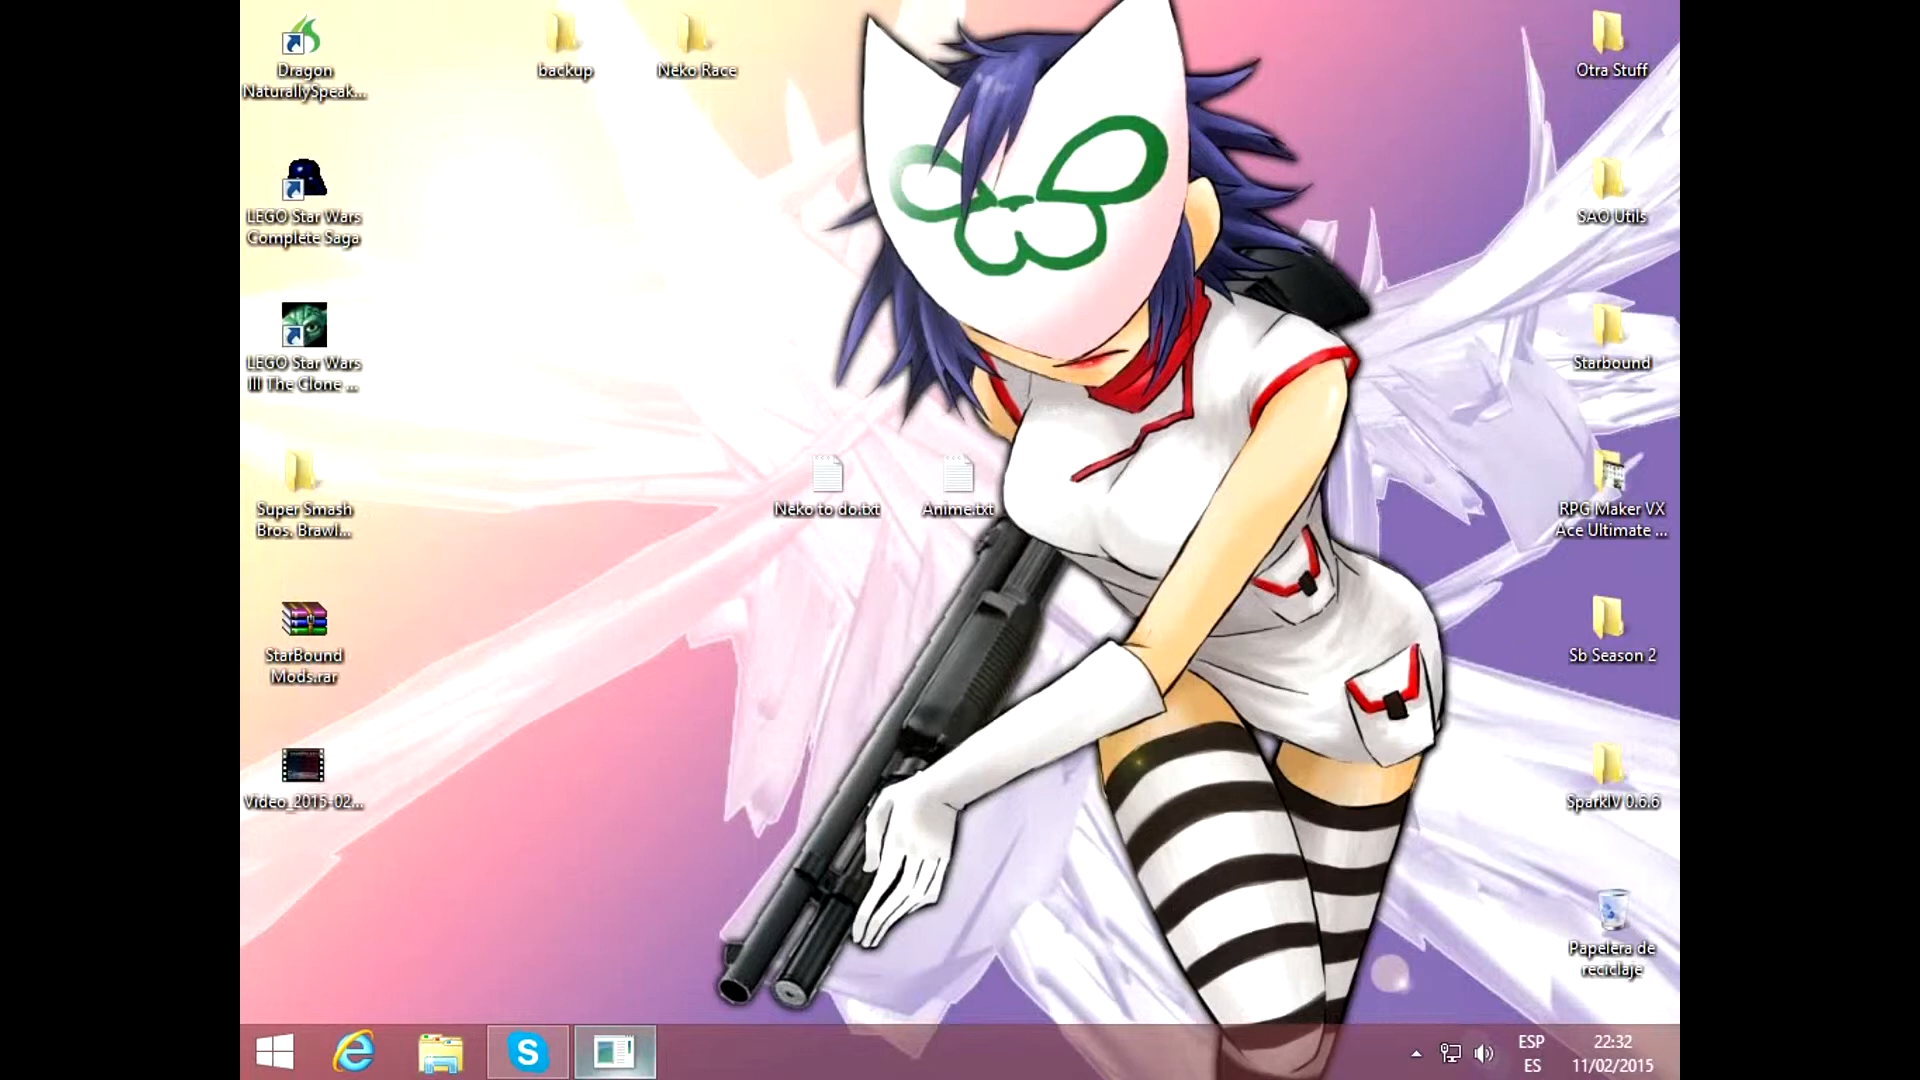 Dragon
NaturallySpeak...
backup
Neko Race
Otra Stuff
LEGO Star Wars
Complete Saga
SAO Utils
LEGO Star Wars
III The Clone ...
Starbound
Super Smash
Bros. Brawl...
Neko to do.txt
Anime.txt
RPG Maker VX
Ace Ultimate ...
StarBound
Mods.rar
Sb Season 2
Video_2015-02...
SparkIV 0.6.6
Papelera de
reciclaje
ESP
ES
22:32
11/02/2015